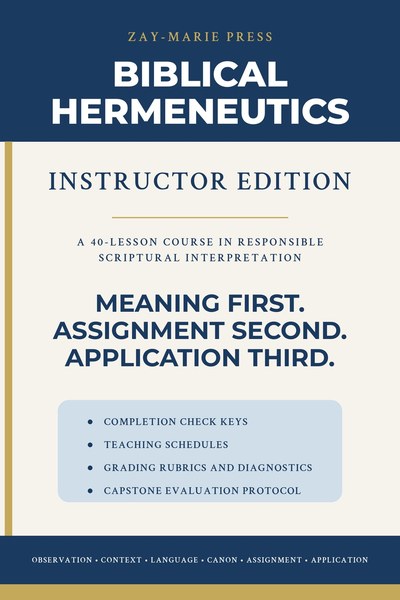 ZAY-MARIE PRESS
BIBLICAL
HERMENEUTICS
INSTRUCTOR EDITION
A 40-LESSON COURSE IN RESPONSIBLE
SCRIPTURAL INTERPRETATION
MEANING FIRST.
ASSIGNMENT SECOND.
APPLICATION THIRD.
• COMPLETION CHECK KEYS
• TEACHING SCHEDULES
• GRADING RUBRICS AND DIAGNOSTICS
• CAPSTONE EVALUATION PROTOCOL
OBSERVATION • CONTEXT • LANGUAGE • CANON • ASSIGNMENT • APPLICATION